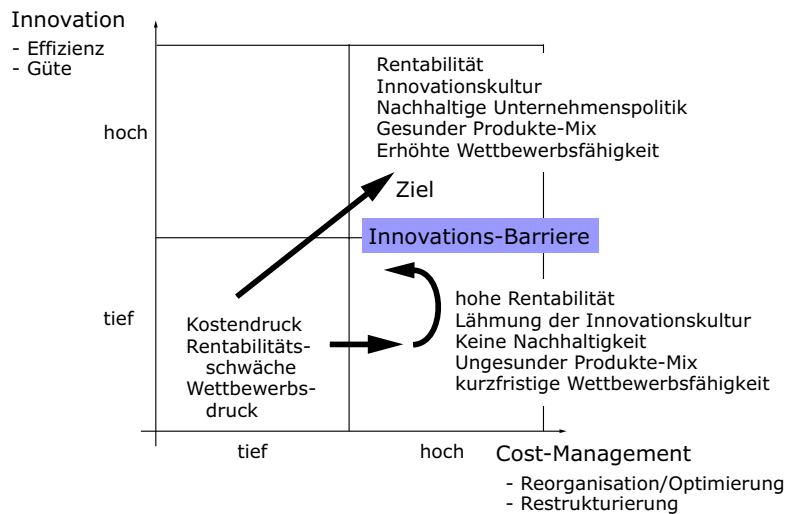 Innovation
- Effizienz
- Güte
Rentabilität
Innovationskultur
Nachhaltige Unternehmenspolitik
Gesunder Produkte-Mix
Erhöhte Wettbewerbsfähigkeit
hoch
Ziel
Innovations-Barriere
tief
Kostendruck
Rentabilitäts-
schwäche
Wettbewerbs-
druck
hohe Rentabilität
Lähmung der Innovationskultur
Keine Nachhaltigkeit
Ungesunder Produkte-Mix
kurzfristige Wettbewerbsfähigkeit
tief
hoch
Cost-Management
- Reorganisation/Optimierung
- Restrukturierung